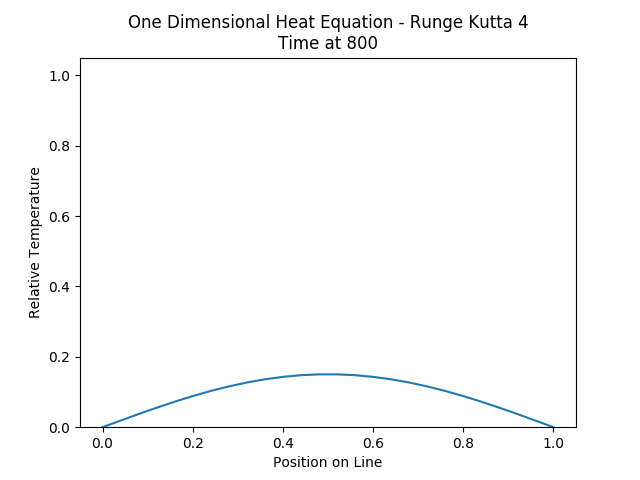 One Dimensional Heat Equation - Runge Kutta 4
Time at 800
1.0
0.8
0.6
0.4
0.2
0.0
Relative Temperature
0.0 0.2 0.4 0.6 0.8 1.0
Position on Line